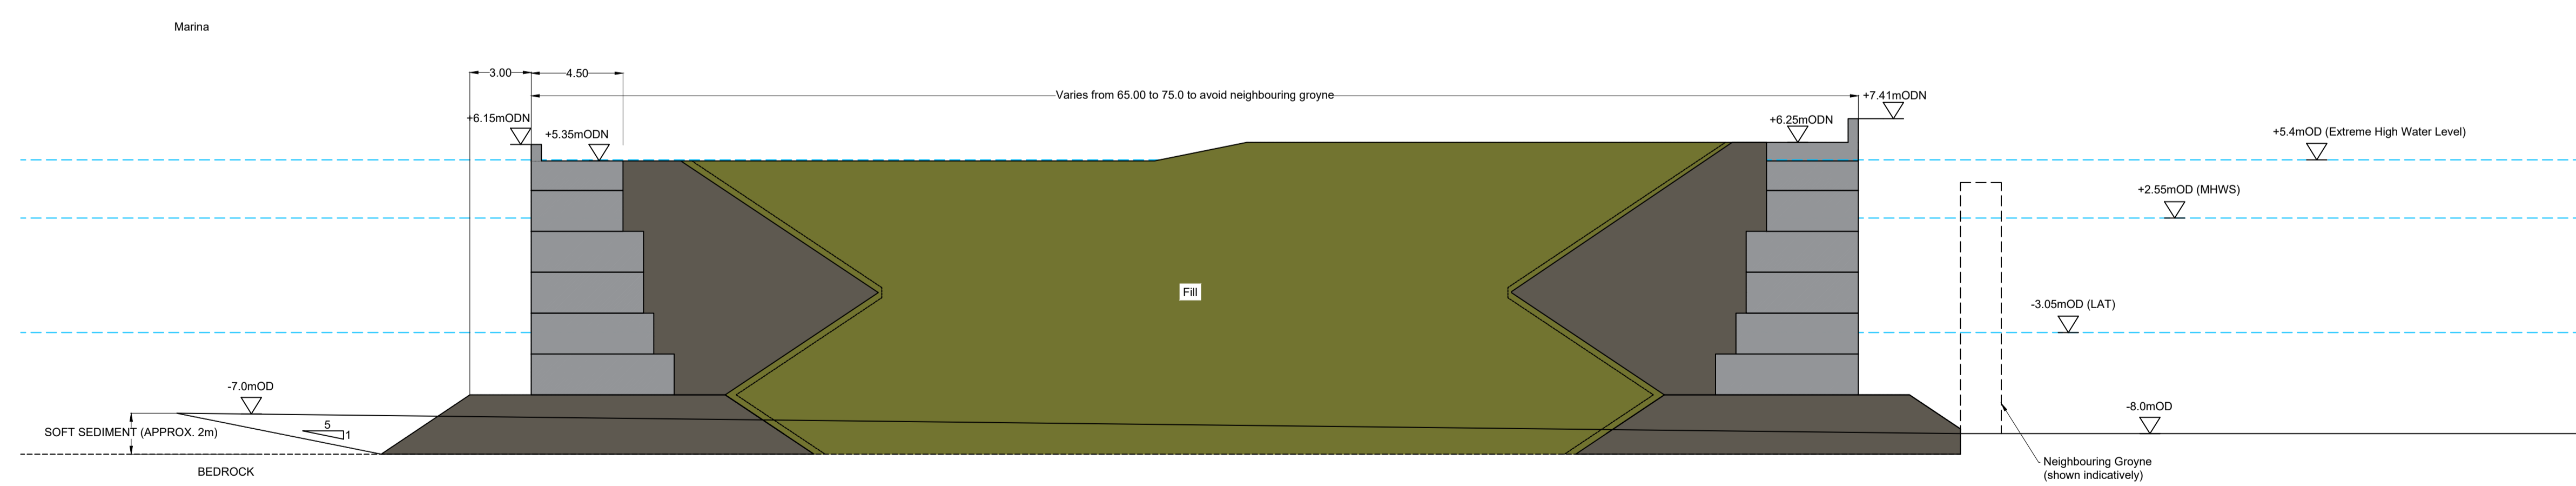 Marina
3.00
4.50
Varies from 65.00 to 75.0 to avoid neighbouring groyne
+7.41mODN
+6.15mODN
+5.35mODN
+6.25mODN
+5.4mOD (Extreme High Water Level)
+2.55mOD (MHWS)
Fill
-3.05mOD (LAT)
-7.0mOD
-8.0mOD
SOFT SEDIMENT (APPROX. 2m)
5
1
BEDROCK
Neighbouring Groyne
(shown indicatively)